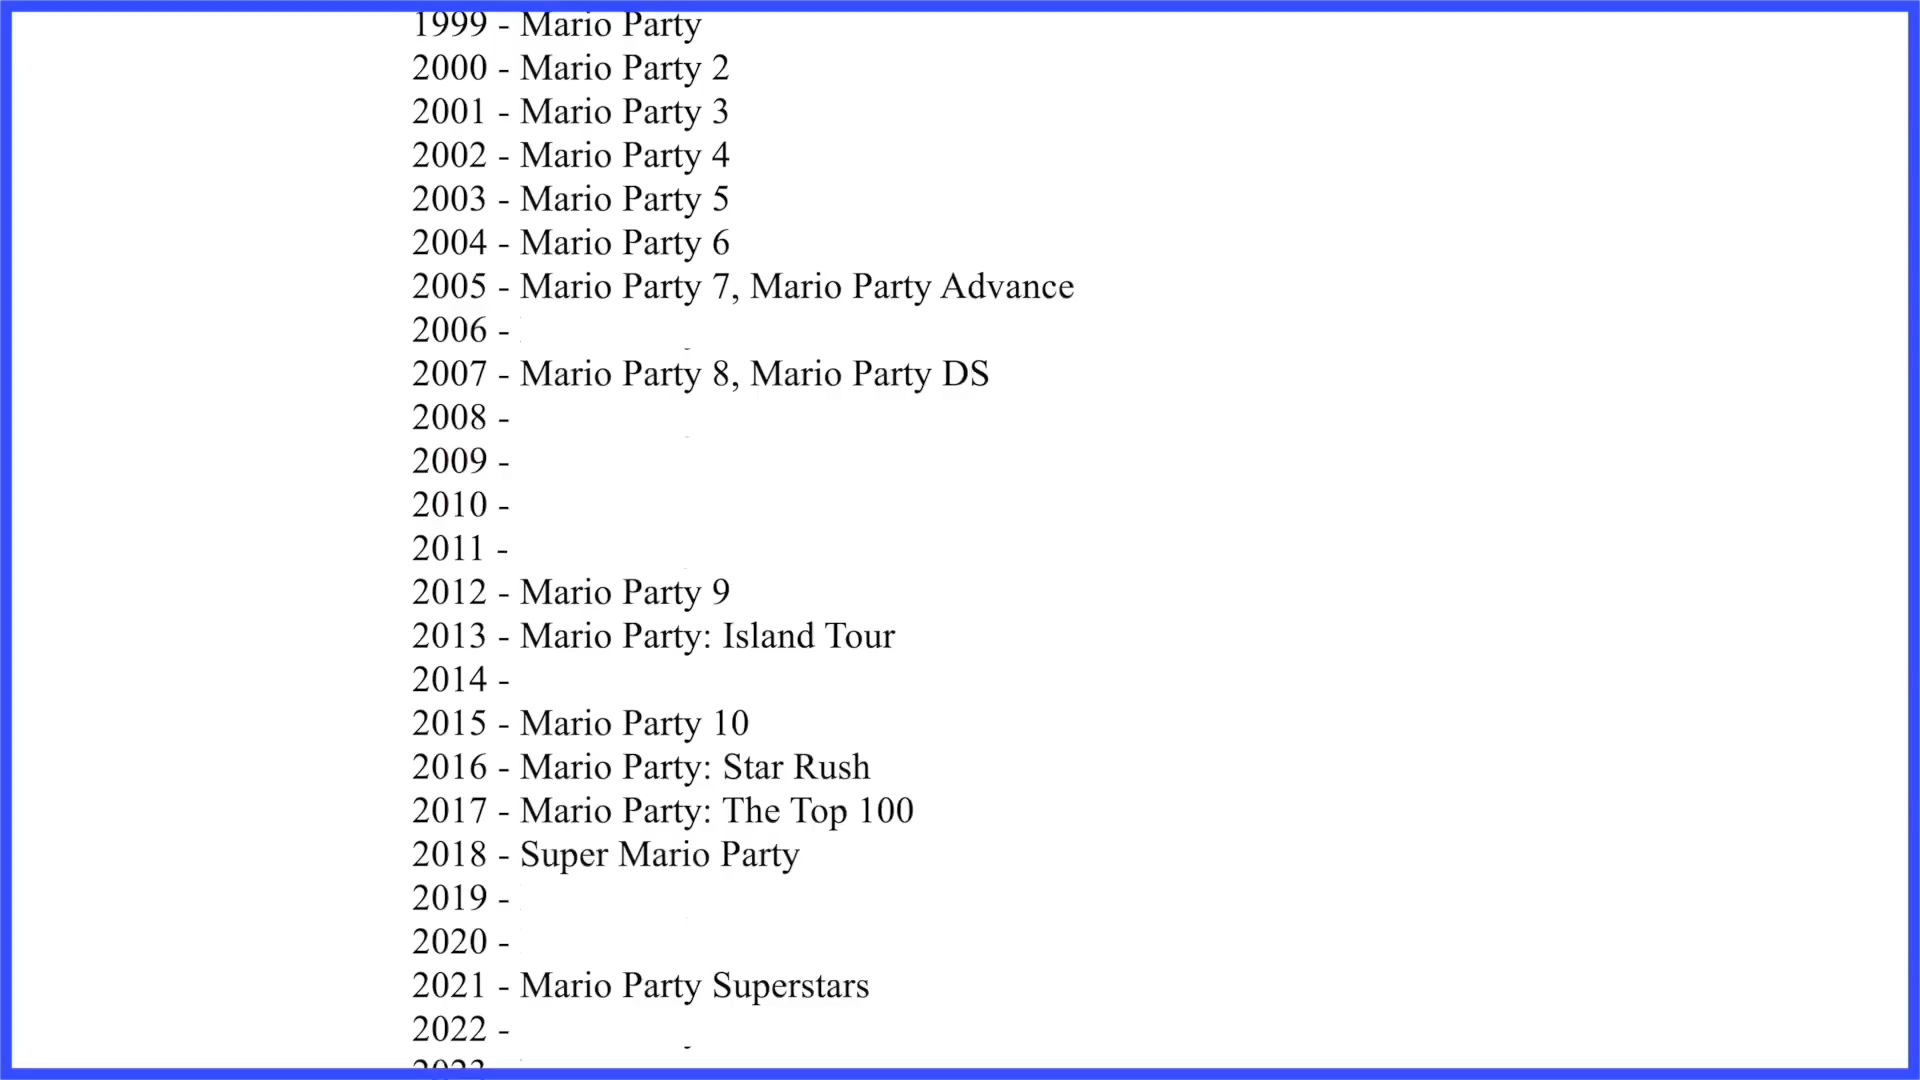 1999 - Mario Party
2000 - Mario Party 2
2001 - Mario Party 3
2002 - Mario Party 4
2003 - Mario Party 5
2004 - Mario Party 6
2005 - Mario Party 7, Mario Party Advance
2006 -
2007 - Mario Party 8, Mario Party DS
2008 -
2009 -
2010 -
2011 -
2012 - Mario Party 9
2013 - Mario Party: Island Tour
2014 -
2015 - Mario Party 10
2016 - Mario Party: Star Rush
2017 - Mario Party: The Top 100
2018 - Super Mario Party
2019 -
2020 -
2021 - Mario Party Superstars
2022 -
2023